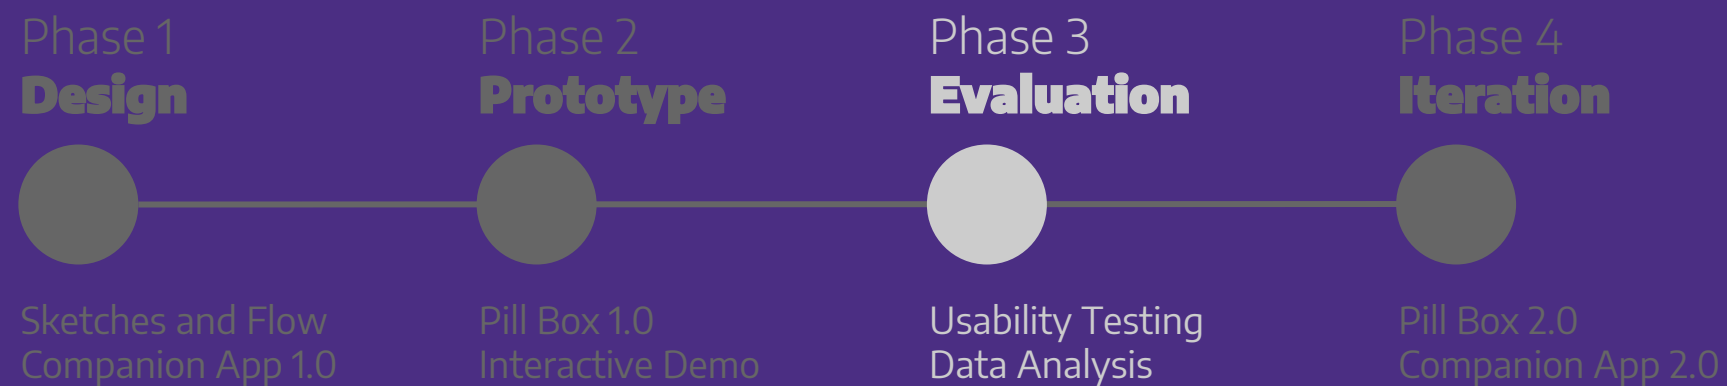 Phase 1
Design
Sketches and Flow
Companion App 1.0
Phase 2
Prototype
Pill Box 1.0
Interactive Demo
Phase 3
Evaluation
Usability Testing
Data Analysis
Phase 4
Iteration
Pill Box 2.0
Companion App 2.0